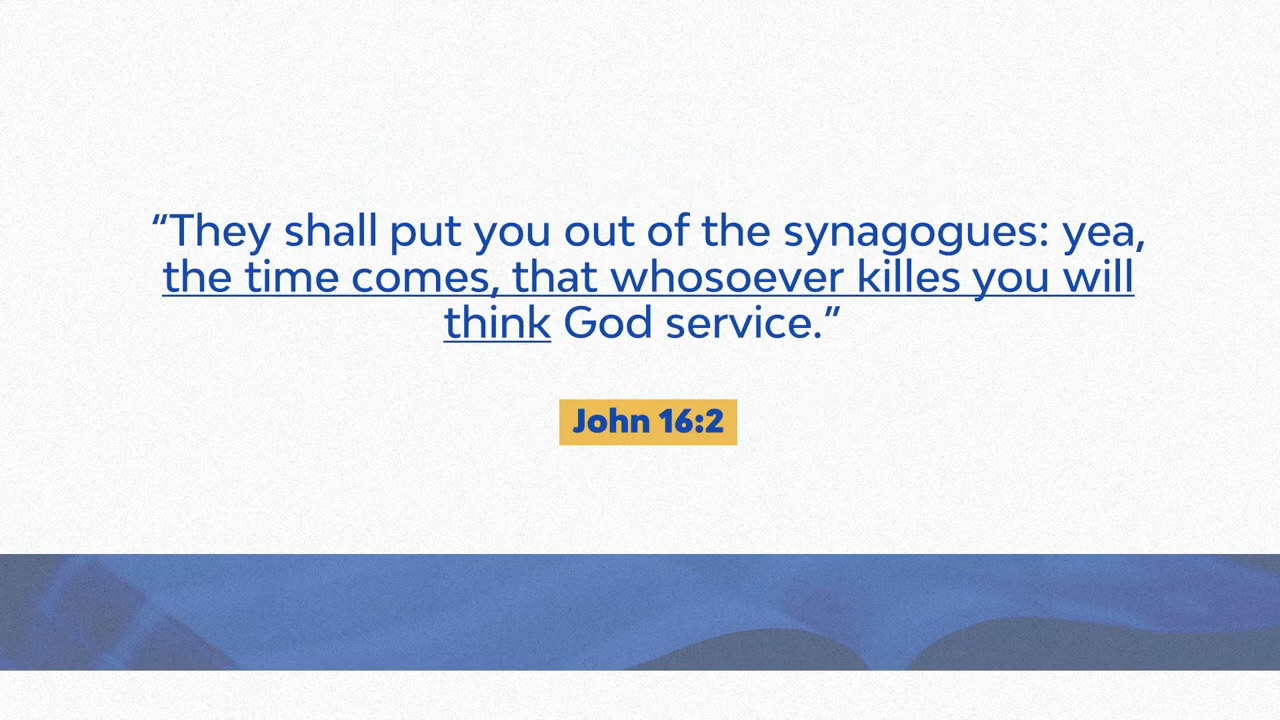 “They shall put you out of the synagogues: yea,
the time comes, that whosoever killes you will
think God service.”
John 16:2